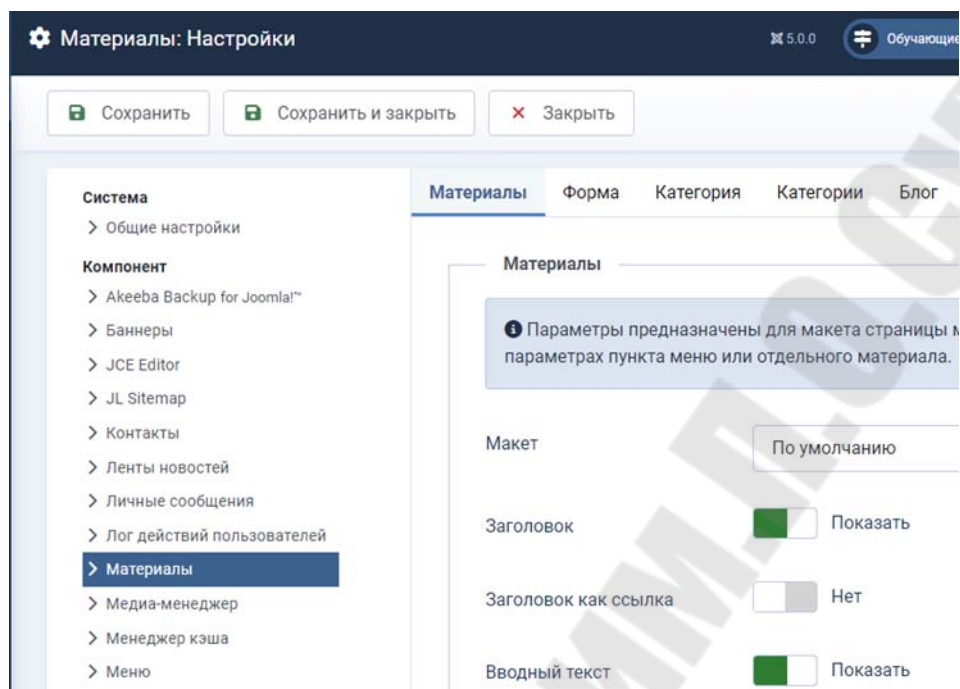 Материалы: Настройки
5.0.0
Обучающие
Сохранить
Сохранить и закрыть
Закрыть
Система
Общие настройки
Компонент
Akeeba Backup for Joomla!™
Баннеры
JCE Editor
JL Sitemap
Контакты
Ленты новостей
Личные сообщения
Лог действий пользователей
Материалы
Медиа-менеджер
Менеджер кэша
Меню
Материалы
Форма
Категория
Категории
Блог
Материалы
Параметры предназначены для макета страницы
параметрах пункта меню или отдельного материала.
Макет
По умолчанию
Заголовок
Показать
Заголовок как ссылка
Нет
Вводный текст
Показать